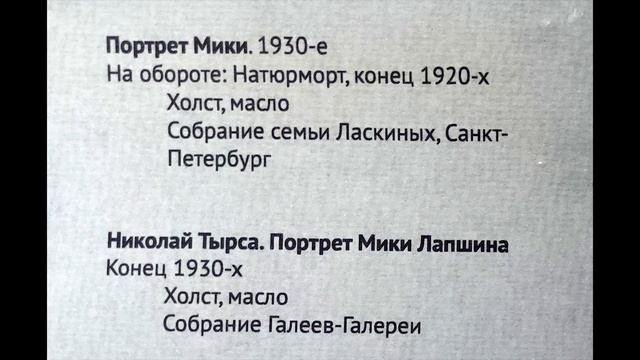 Портрет Мики. 1930-е
На обороте: Натюрморт, конец 1920-х
Холст, масло
Собрание семьи Ласкиных, Санкт-
Петербург
Николай Тырса. Портрет Мики Лапшина
Конец 1930-х
Холст, масло
Собрание Галеев-Галереи